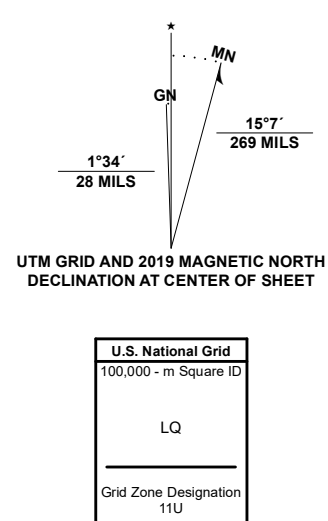 ★
MN
GN
15°7´
269 MILS
1°34´
28 MILS
UTM GRID AND 2019 MAGNETIC NORTH
DECLINATION AT CENTER OF SHEET
U.S. National Grid
100,000 - m Square ID
LQ
Grid Zone Designation
11U